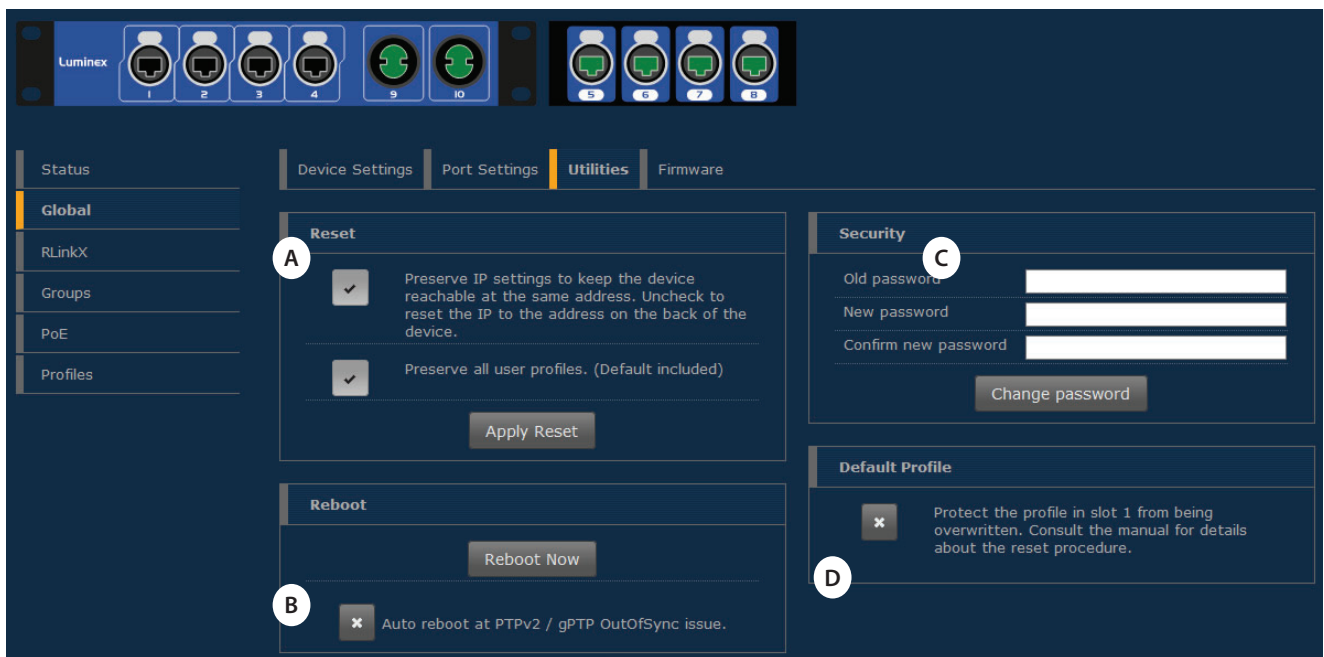 Luminex
1 2 3 4 9 10
5 6 7 8
Status
Global
RLinkX
Groups
PoE
Profiles
Device Settings Port Settings Utilities Firmware
Reset
A
Preserve IP settings to keep the device
reachable at the same address. Uncheck to
reset the IP to the address on the back of the
device.
Preserve all user profiles. (Default included)
Apply Reset
Reboot
Reboot Now
B
Auto reboot at PTPv2 / gPTP OutOfSync issue.
Security
C
Old password
New password
Confirm new password
Change password
Default Profile
Protect the profile in slot 1 from being
overwritten. Consult the manual for details
about the reset procedure.
D